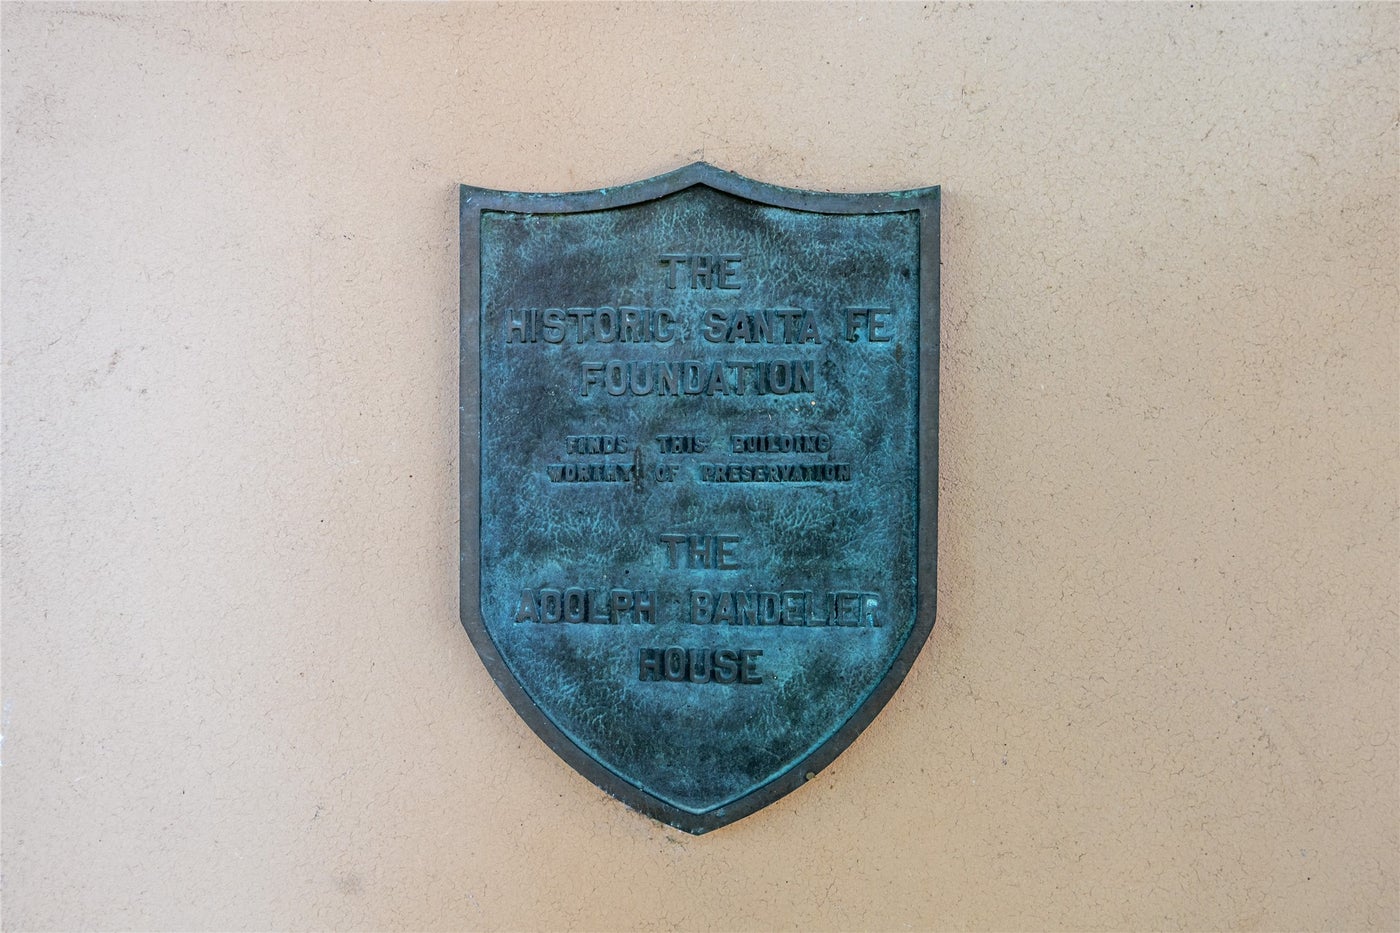 THE
HISTORIC SANTA FE
FOUNDATION
FINDS THIS BUILDING
WORTHY OF PRESERVATION
THE
ADOLPH BANDELIER
HOUSE